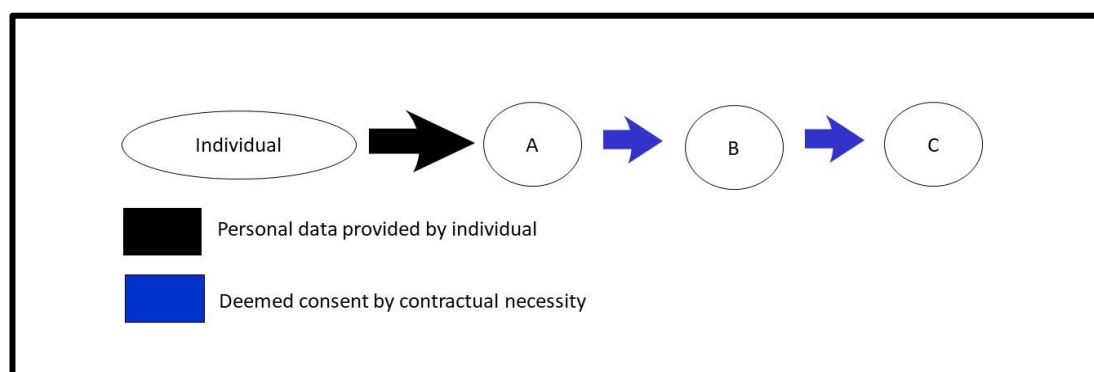 Individual
A
B
C
Personal data provided by individual
Deemed consent by contractual necessity